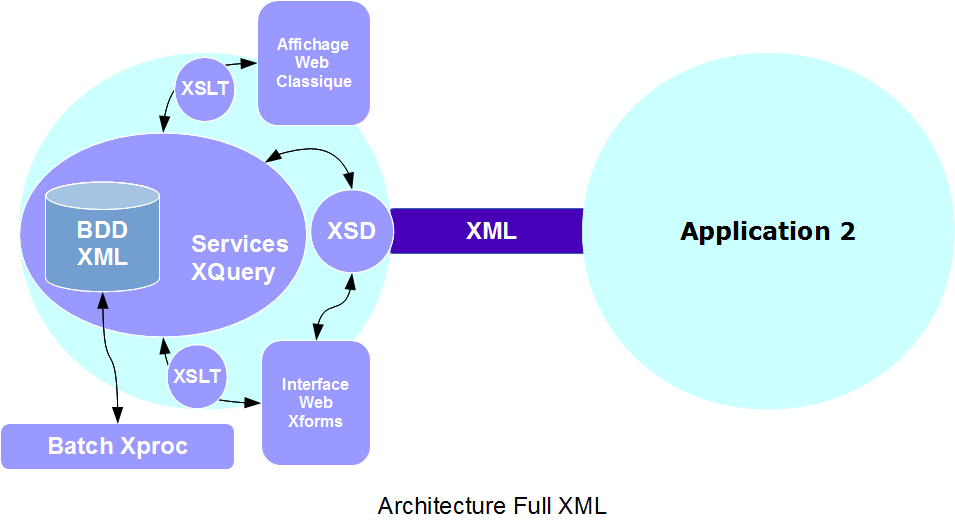 Affichage
Web
Classique
XSLT
BDD
XML
Services
XQuery
XSD
XML
Application 2
XSLT
Interface
Web
Xforms
Batch Xproc
Architecture Full XML